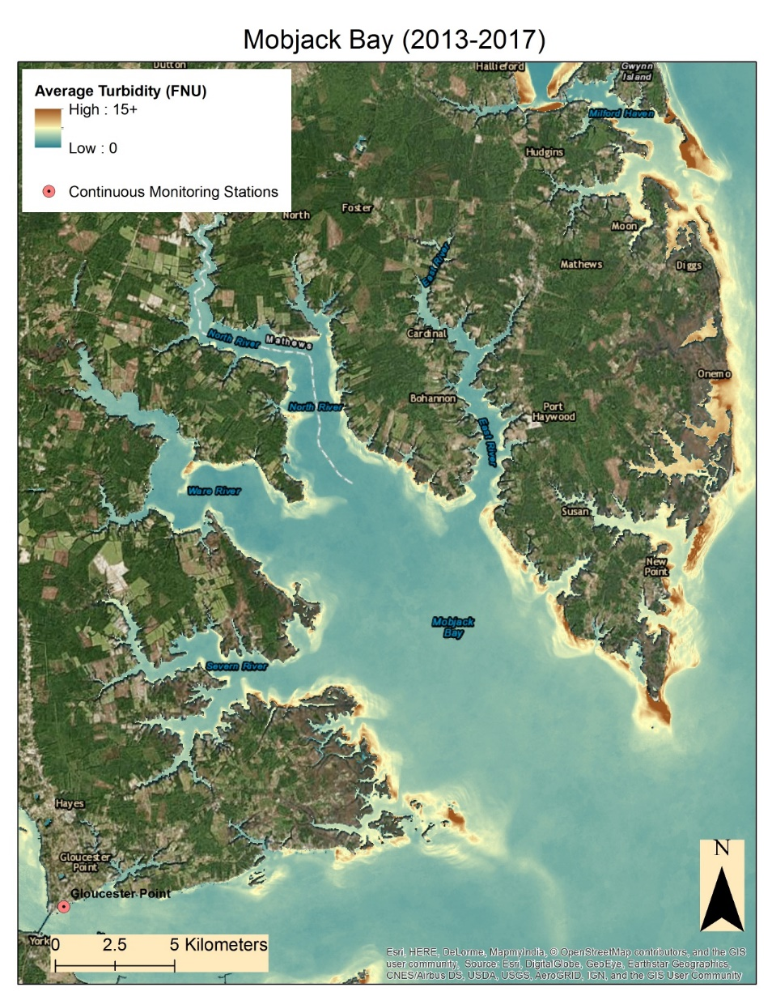 Mobjack Bay (2013-2017)
Dutton
Hallieford
Gwynn
Island
Average Turbidity (FNU)
High : 15+
Low : 0
Continuous Monitoring Stations
Milford Haven
Hudgins
North
Foster
Moon
Mathews
Diggs
East River
Cardinal
North River
Mathews
Onemo
Bohannon
North River
Port
Haywood
East River
Ware River
Susan
New
Point
Mobjack
Bay
Severn River
Hayes
Gloucester
Point
Gloucester Point
York
0 2.5 5 Kilometers
N
Esri, HERE, DeLorme, MapmyIndia, © OpenStreetMap contributors, and the GIS
user community, Source: Esri, DigitalGlobe, GeoEye, Earthstar Geographics,
CNES/Airbus DS, USDA, USGS, AeroGRID, IGN, and the GIS User Community